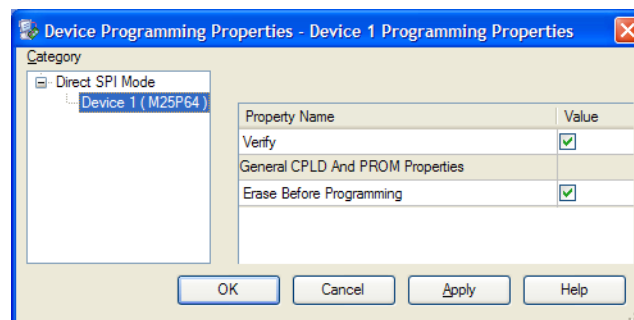 Device Programming Properties - Device 1 Programming Properties
Category
Direct SPI Mode
Device 1 ( M25P64 )
Property Name Value
Verify
General CPLD And PROM Properties
Erase Before Programming
OK Cancel Apply Help